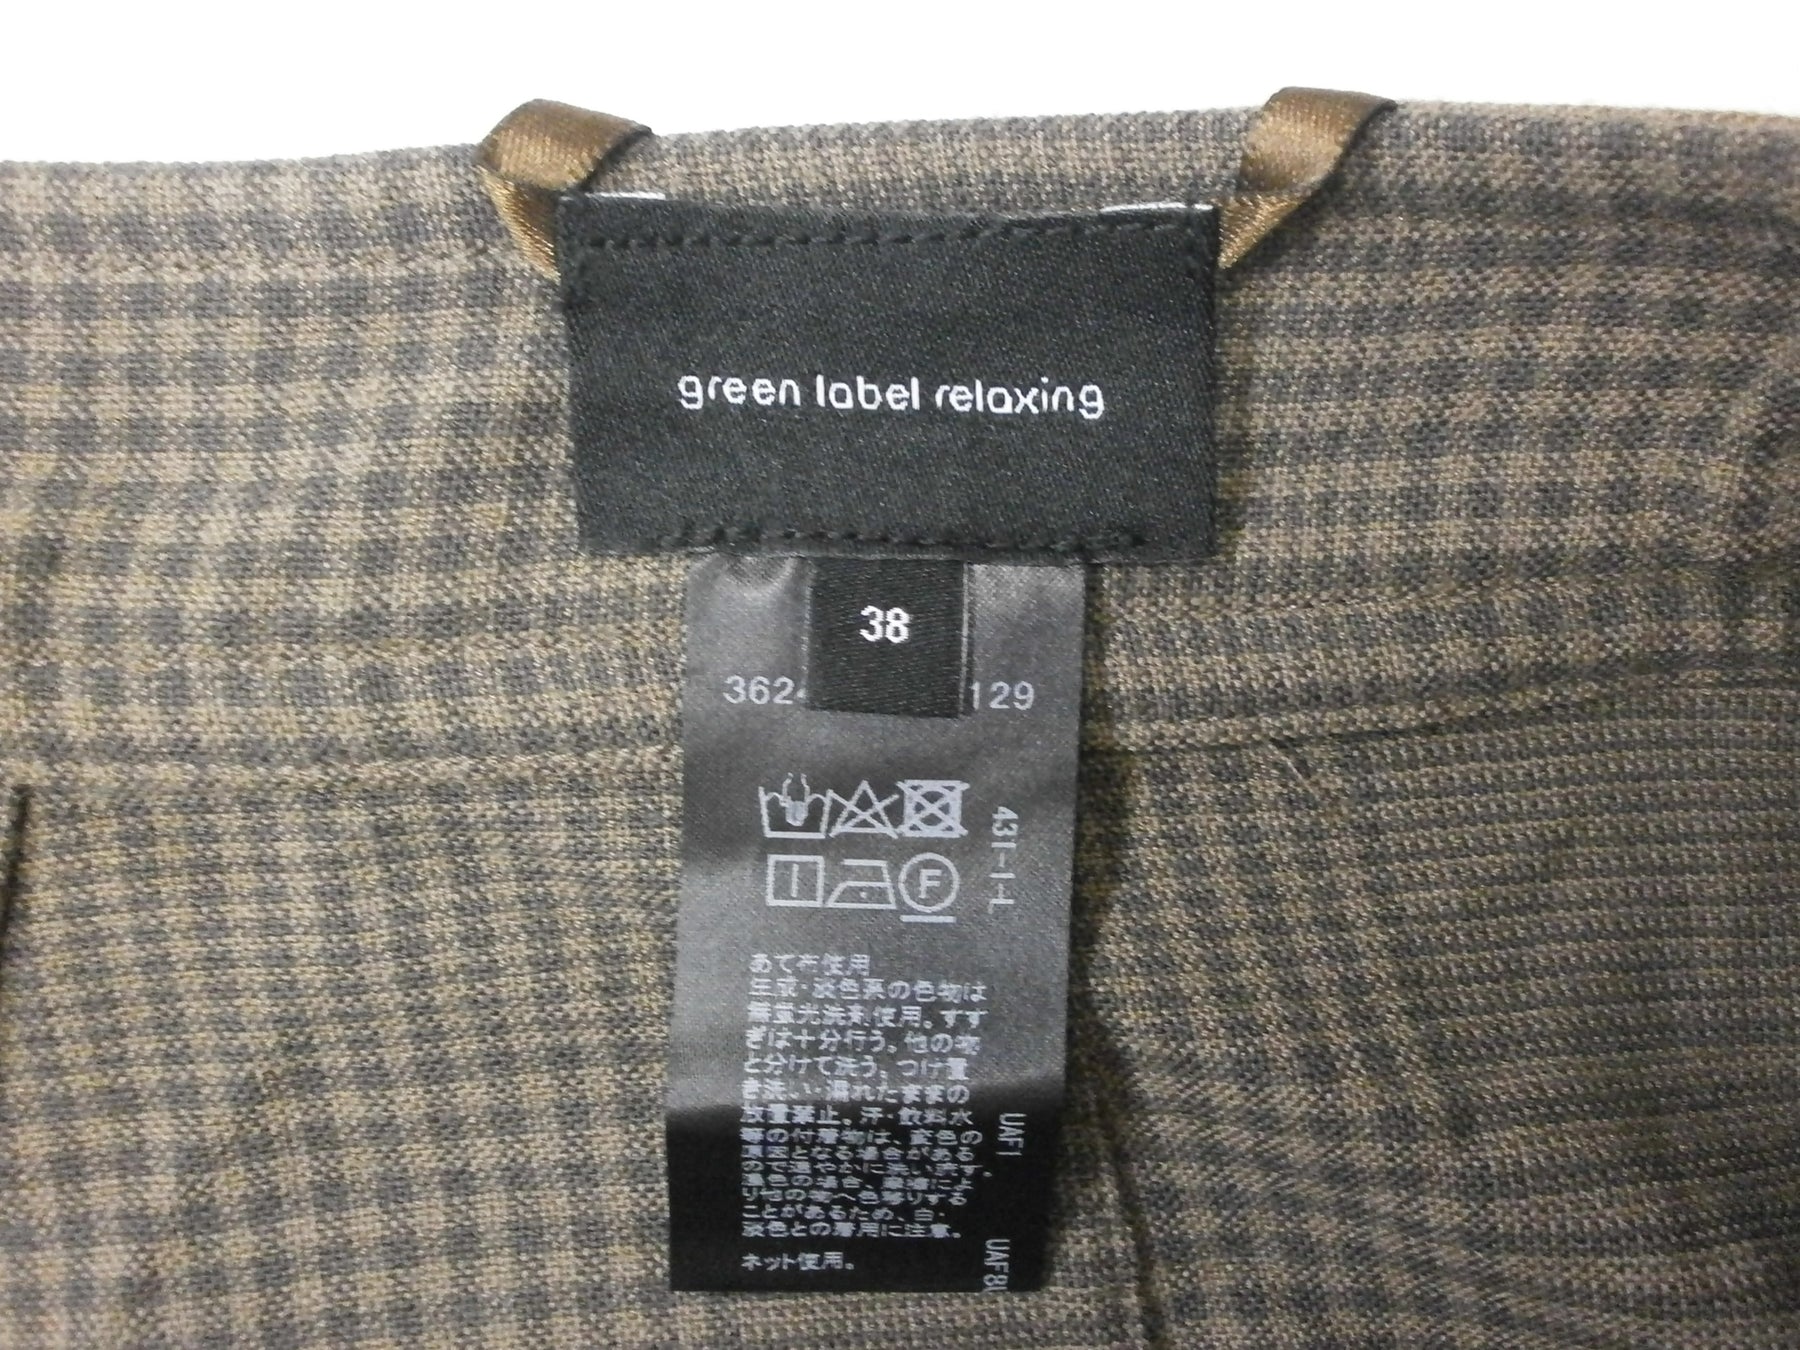 green label relaxing
38
3624
129
431-1-L
F
あて布使用
生成・淡色系の色物は
無蛍光洗剤使用。すす
ぎは十分行う。他の物
と分けて洗う。つけ置
き洗い・濡れたままの
放置禁止。汗・飲料水
等の付着物は、変色の
原因となる場合がある
ので速やかに洗い流す。
濃色の場合、摩擦によ
り他の物へ色移りする
ことがあるため、白・
淡色との着用に注意。
ネット使用。
UAF1